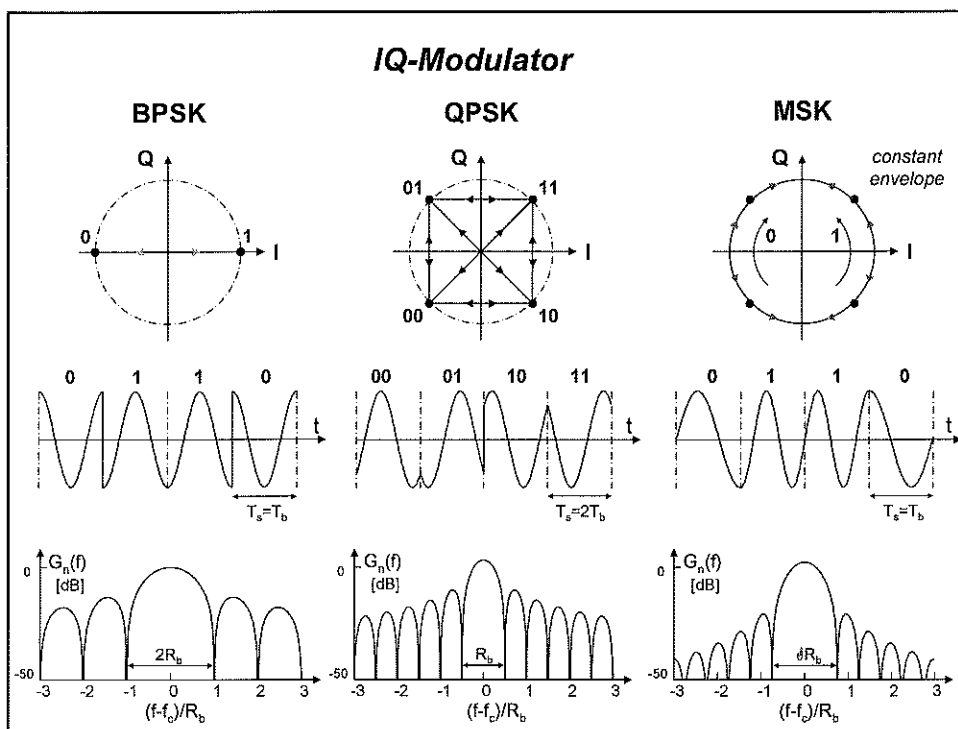 IQ-Modulator
BPSK QPSK MSK
Q Q Q constant
envelope
01 11
0 1 I I 0 1 I
00 10
0 1 1 0 00 01 10 11 0 1 1 0
t t t
Ts=Tb Ts=2Tb Ts=Tb
Gn(f) Gn(f) Gn(f)
0 0 0
[dB] [dB] [dB]
2Rb Rb Rb
-50 -50 -50
-3 -2 -1 0 1 2 3 -3 -2 -1 0 1 2 3 -3 -2 -1 0 1 2 3
(f-fc)/Rb (f-fc)/Rb (f-fc)/Rb